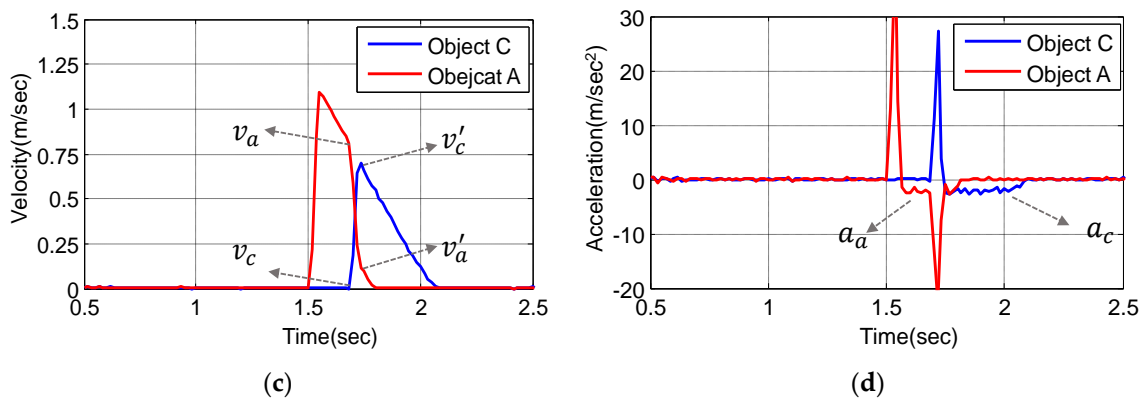 1.5
1.25
1
0.75
0.5
0.25
0
Velocity(m/sec)
Object C
Obejcat A
v_a
v'_c
v_c
v'_a
0.5 1 1.5 2 2.5
Time(sec)
(c)
30
20
10
0
-10
-20
Acceleration(m/sec²)
Object C
Object A
a_a
a_c
0.5 1 1.5 2 2.5
Time(sec)
(d)